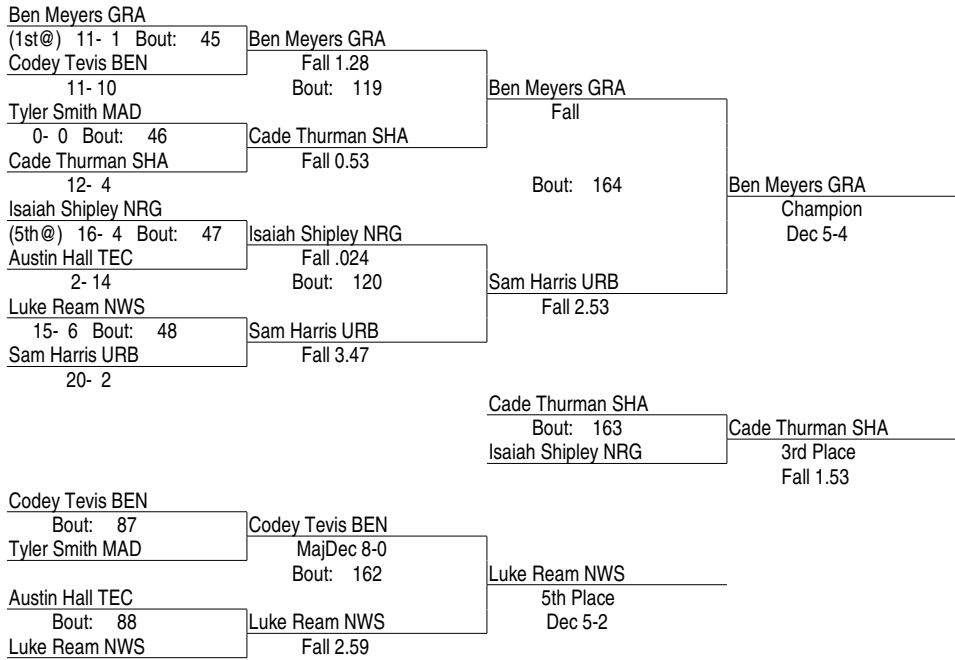 Ben Meyers GRA
(1st@) 11- 1 Bout: 45 Ben Meyers GRA
Codey Tevis BEN Fall 1.28
11- 10 Bout: 119 Ben Meyers GRA
Tyler Smith MAD Fall
0- 0 Bout: 46 Cade Thurman SHA
Cade Thurman SHA Fall 0.53
12- 4 Bout: 164 Ben Meyers GRA
Isaiah Shipley NRG Champion
(5th@) 16- 4 Bout: 47 Isaiah Shipley NRG Dec 5-4
Austin Hall TEC Fall .024
2- 14 Bout: 120 Sam Harris URB
Luke Ream NWS Fall 2.53
15- 6 Bout: 48 Sam Harris URB
Sam Harris URB Fall 3.47
20- 2
Cade Thurman SHA
Bout: 163 Cade Thurman SHA
Isaiah Shipley NRG 3rd Place
Fall 1.53
Codey Tevis BEN
Bout: 87 Codey Tevis BEN
Tyler Smith MAD MajDec 8-0
Bout: 162 Luke Ream NWS
Austin Hall TEC 5th Place
Bout: 88 Luke Ream NWS Dec 5-2
Luke Ream NWS Fall 2.59